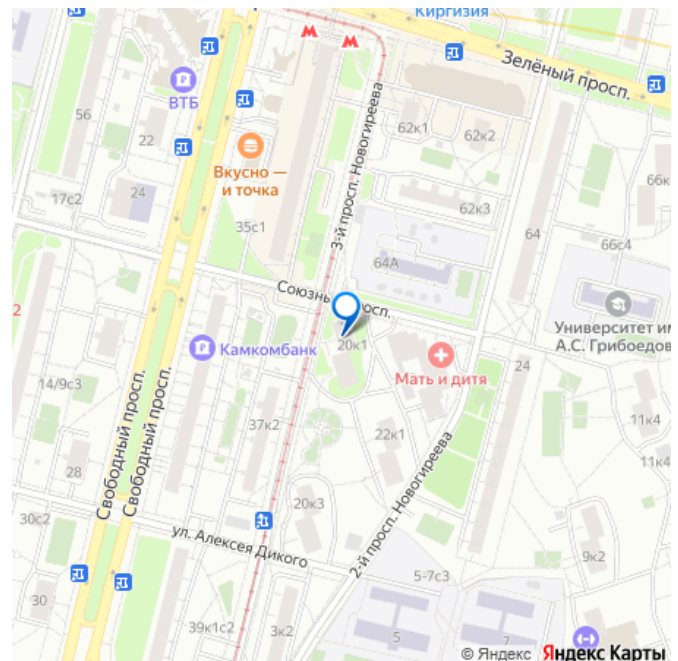 Киргизия
Зелёный просп.
ВТБ
56
22
62к1
62к2
Вкусно —
и точка
3-й просп. Новогиреева
24
17с2
35с1
62к3
66к
64
66с4
64А
Союзный просп.
2
Университет им
А.С. Грибоедов
20к1
Камкомбанк
Мать и дитя
24
14/9с3
Свободный просп.
Свободный просп.
37к2
22к1
11к4
11к4
28
2-й просп. Новогиреева
20к3
30с2
ул. Алексея Дикого
9к2
5-7с3
30
39к1с2
3к2
5
7
© Яндекс Яндекс Карты